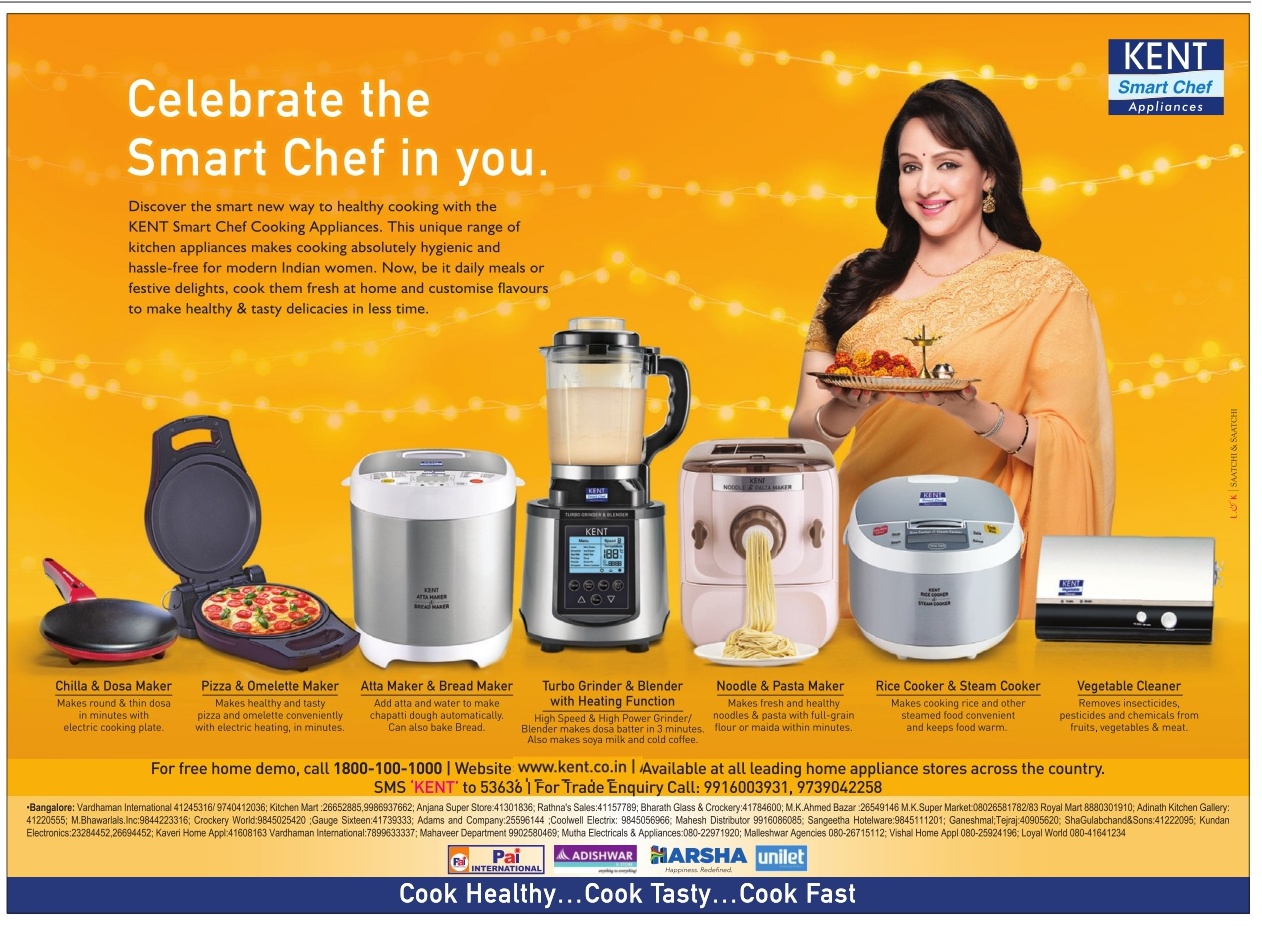 KENT
Smart Chef
Appliances
Celebrate the
Smart Chef in you.
Discover the smart new way to healthy cooking with the
KENT Smart Chef Cooking Appliances. This unique range of
kitchen appliances makes cooking absolutely hygienic and
hassle-free for modern Indian women. Now, be it daily meals or
festive delights, cook them fresh at home and customise flavours
to make healthy & tasty delicacies in less time.
L & K | SAATCHI & SAATCHI
KENT
ATTA MAKER
&
BREAD MAKER
KENT
TURBO GRINDER & BLENDER
KENT
Menu Speed
KENT
NOODLE & PASTA MAKER
KENT
KENT
RICE COOKER
&
STEAM COOKER
KENT
Chilla & Dosa Maker
Makes round & thin dosa
in minutes with
electric cooking plate.
Pizza & Omelette Maker
Makes healthy and tasty
pizza and omelette conveniently
with electric heating, in minutes.
Atta Maker & Bread Maker
Add atta and water to make
chapatti dough automatically.
Can also bake Bread.
Turbo Grinder & Blender
with Heating Function
High Speed & High Power Grinder/
Blender makes dosa batter in 3 minutes.
Also makes soya milk and cold coffee.
Noodle & Pasta Maker
Makes fresh and healthy
noodles & pasta with full-grain
flour or maida within minutes.
Rice Cooker & Steam Cooker
Makes cooking rice and other
steamed food convenient
and keeps food warm.
Vegetable Cleaner
Removes insecticides,
pesticides and chemicals from
fruits, vegetables & meat.
For free home demo, call 1800-100-1000 | Website www.kent.co.in | Available at all leading home appliance stores across the country.
SMS 'KENT' to 53636 | For Trade Enquiry Call: 9916003931, 9739042258
•Bangalore: Vardhaman International 41245316/ 9740412036; Kitchen Mart :26652885,9986937662; Anjana Super Store:41301836; Rathna's Sales:41157789; Bharath Glass & Crockery:41784600; M.K.Ahmed Bazar :26549146 M.K.Super Market:08026581782/83 Royal Mart 8880301910; Adinath Kitchen Gallery:
41220555; M.Bhawarlals.Inc:9844223316; Crockery World:9845025420 ;Gauge Sixteen:41739333; Adams and Company:25596144 ;Coolwell Electrix: 9845056966; Mahesh Distributor 9916086085; Sangeetha Hotelware:9845111201; Ganeshmal;Tejraj:40905620; ShaGulabchand&Sons:41222095; Kundan
Electronics:23284452,26694452; Kaveri Home Appl:41608163 Vardhaman International:7899633337; Mahaveer Department 9902580469; Mutha Electricals & Appliances:080-22971920; Malleshwar Agencies 080-26715112; Vishal Home Appl 080-25924196; Loyal World 080-41641234
Pai Pai
INTERNATIONAL
ADISHWAR
HARSHA
Happiness. Redefined.
unilet
Cook Healthy...Cook Tasty...Cook Fast